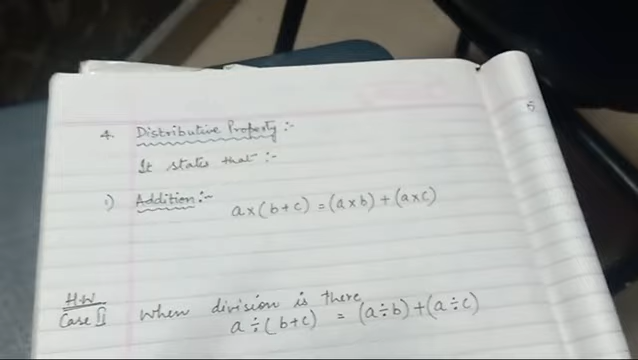 5
4. Distributive Property :-
It states that :-
1) Addition :- a×(b+c) = (a×b)+(a×c)
H.W
Case II When division is there
a÷(b+c) = (a÷b)+(a÷c)